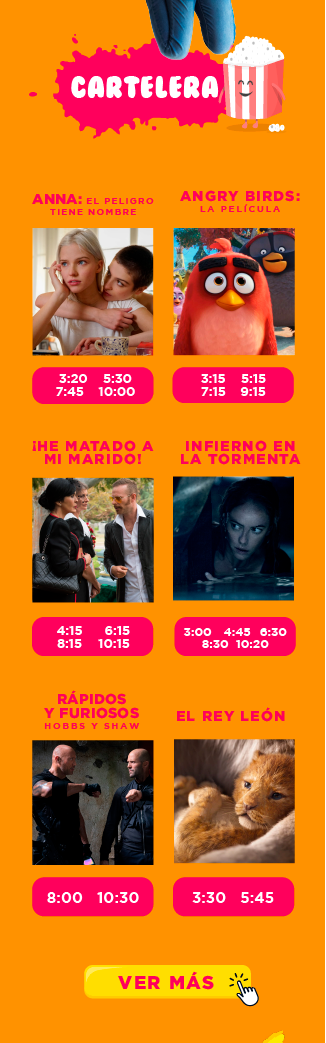 CARTELERA
ANNA: EL PELIGRO
TIENE NOMBRE
3:20 5:30
7:45 10:00
ANGRY BIRDS:
LA PELÍCULA
3:15 5:15
7:15 9:15
¡HE MATADO A
MI MARIDO!
4:15 6:15
8:15 10:15
INFIERNO EN
LA TORMENTA
3:00 4:45 6:30
8:30 10:20
RÁPIDOS
Y FURIOSOS
HOBBS Y SHAW
8:00 10:30
EL REY LEÓN
3:30 5:45
VER MÁS